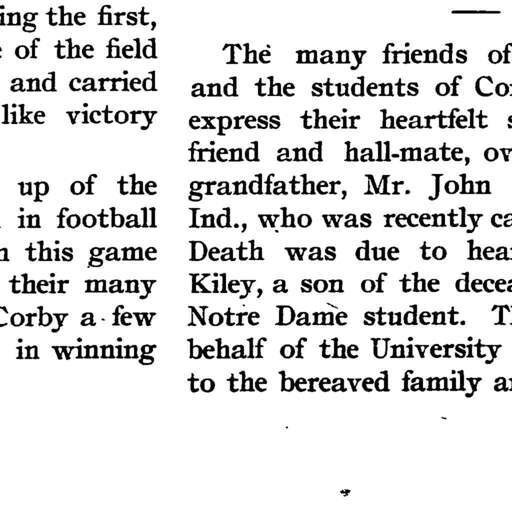 ing the first,
of the field
and carried
like victory
up of the
in football
this game
their many
Corby a few
in winning
The many friends of
and the students of Co
express their heartfelt
friend and hall-mate, ov
grandfather, Mr. John
Ind., who was recently ca
Death was due to hea
Kiley, a son of the decea
Notre Dame student. T
behalf of the University
to the bereaved family a